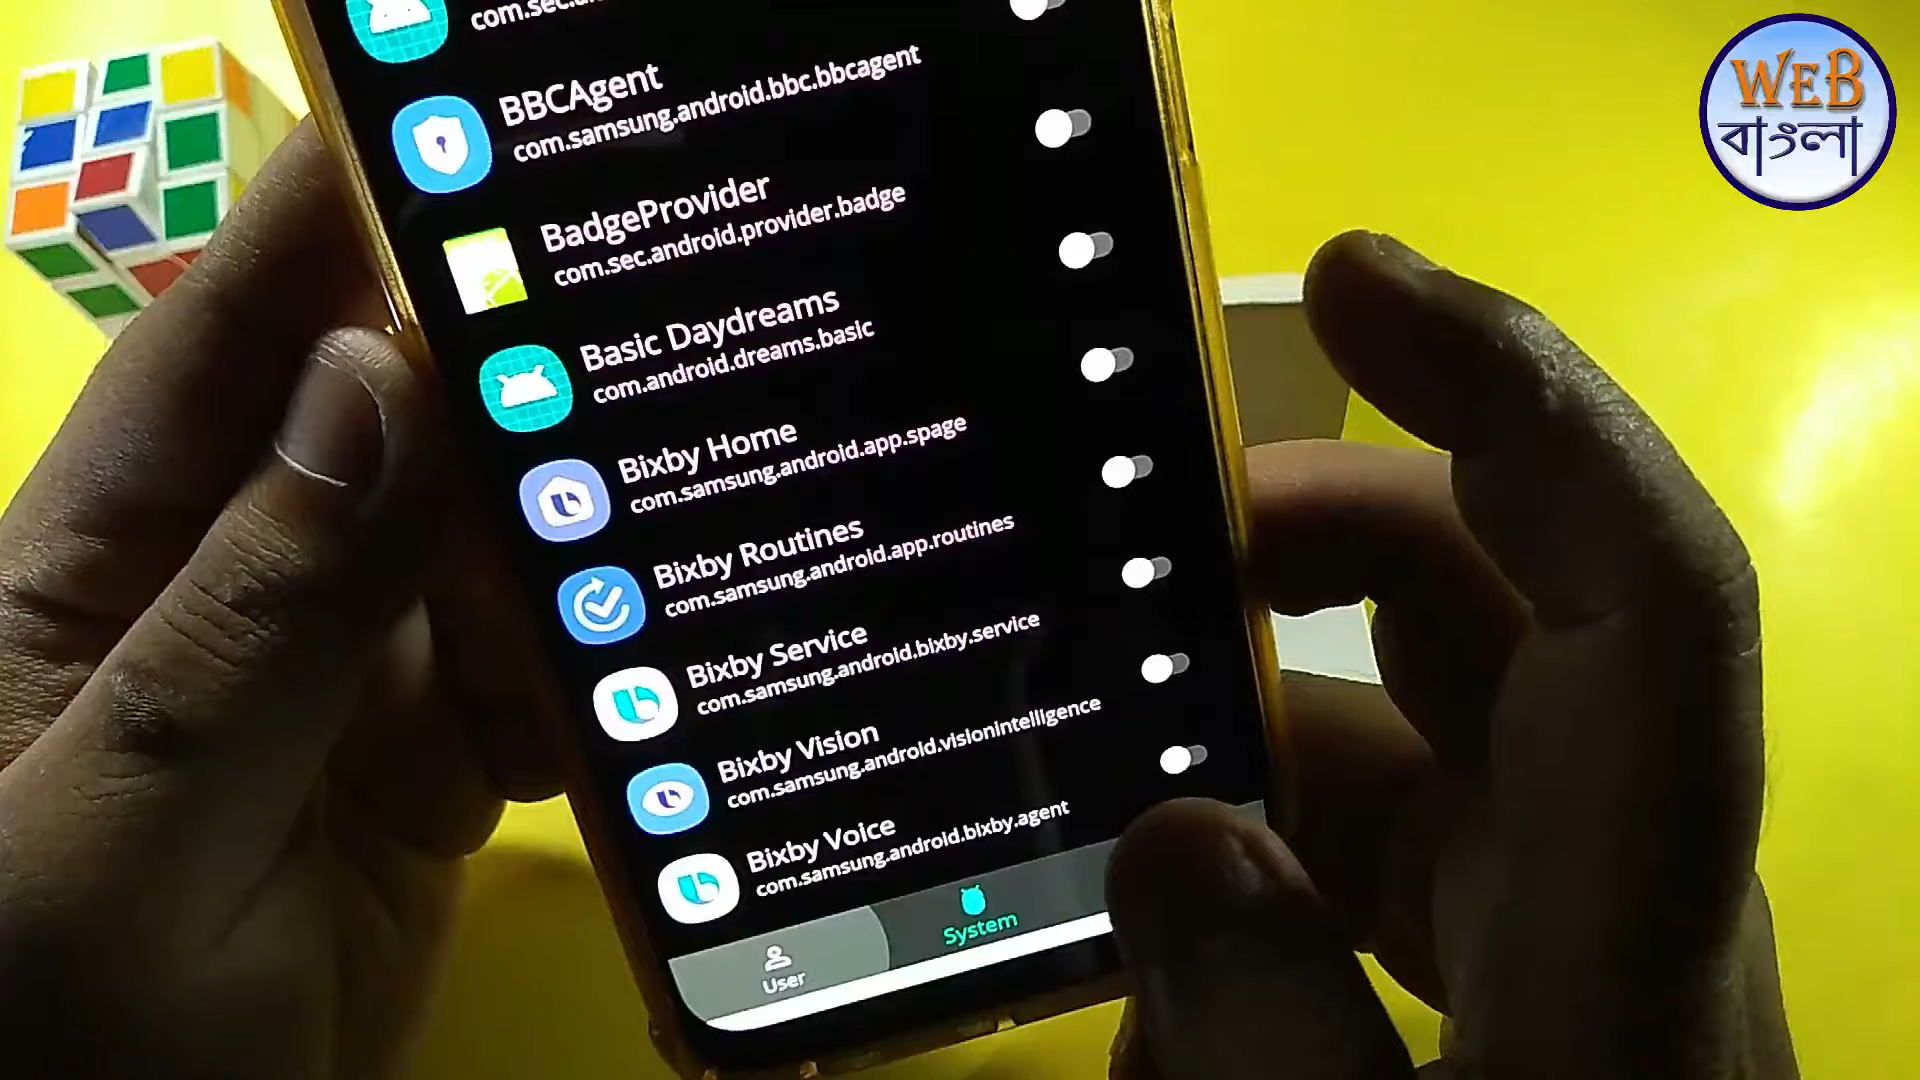 WEB
বাংলা
BBCAgent
com.samsung.android.bbc.bbcagent
BadgeProvider
com.sec.android.provider.badge
Basic Daydreams
com.android.dreams.basic
Bixby Home
com.samsung.android.app.spage
Bixby Routines
com.samsung.android.app.routines
Bixby Service
com.samsung.android.bixby.service
Bixby Vision
com.samsung.android.visionintelligence
Bixby Voice
com.samsung.android.bixby.agent
User
System